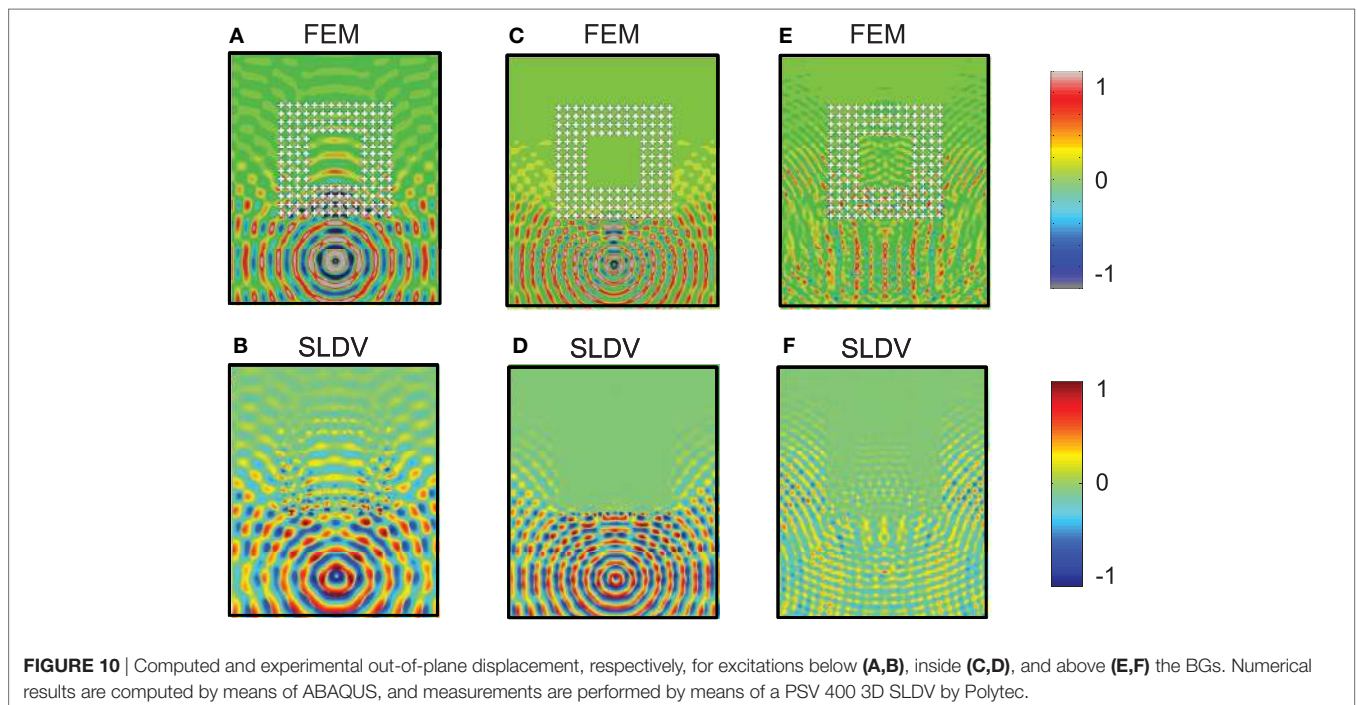 A FEM
C FEM
E FEM
1
0
-1
B SLDV
D SLDV
F SLDV
1
0
-1
FIGURE 10 | Computed and experimental out-of-plane displacement, respectively, for excitations below (A,B), inside (C,D), and above (E,F) the BGs. Numerical
results are computed by means of ABAQUS, and measurements are performed by means of a PSV 400 3D SLDV by Polytec.